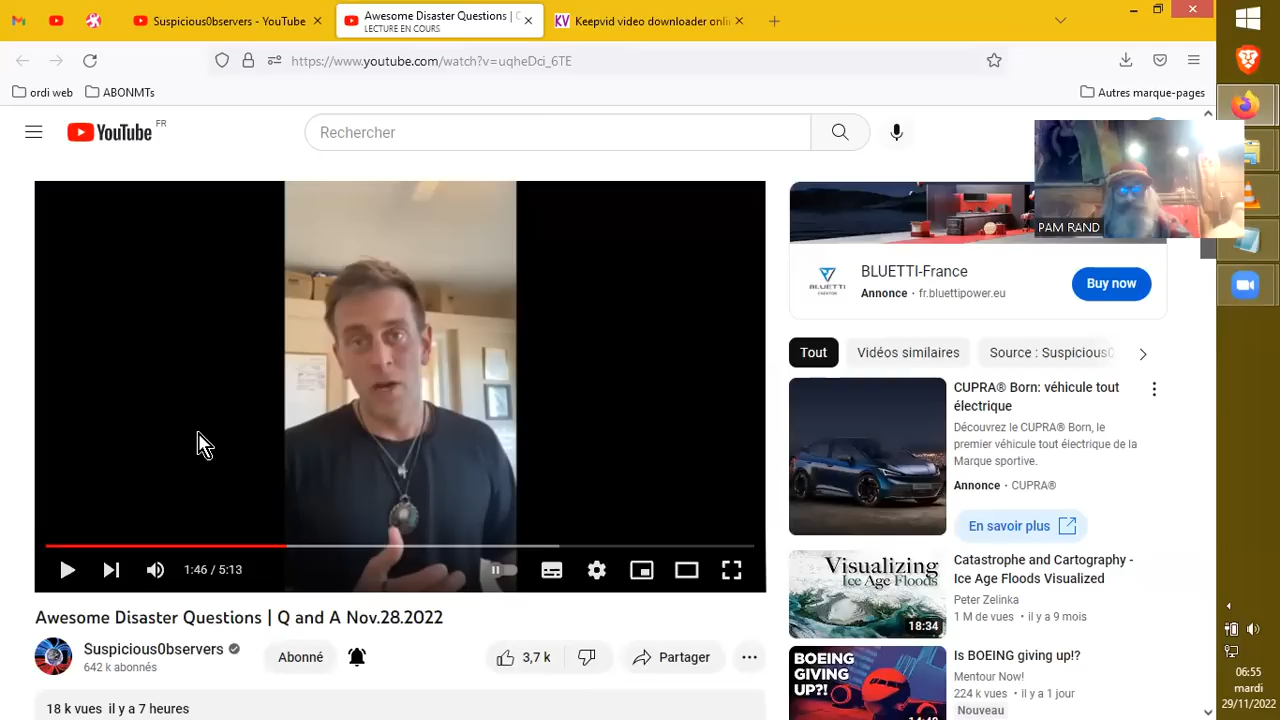 Suspicious0bservers - YouTube
Awesome Disaster Questions |
LECTURE EN COURS
KV Keepvid video downloader onli
https://www.youtube.com/watch?v=uqheDci_6TE
ordi web
ABONMTs
Autres marque-pages
YouTube FR
Rechercher
PAM RAND
BLUETTI
BLUETTI-France
Annonce · fr.bluettipower.eu
Buy now
Tout
Vidéos similaires
Source : Suspicious0
CUPRA® Born: véhicule tout
électrique
Découvrez le CUPRA® Born, le
premier véhicule tout électrique de la
Marque sportive.
Annonce · CUPRA®
En savoir plus
1:46 / 5:13
Visualizing
Ice Age Floods
18:34
Catastrophe and Cartography -
Ice Age Floods Visualized
Peter Zelinka
1 M de vues · il y a 9 mois
Awesome Disaster Questions | Q and A Nov.28.2022
Suspicious0bservers
642 k abonnés
Abonné
3,7 k
Partager
BOEING
GIVING
UP?!
Is BOEING giving up!?
Mentour Now!
224 k vues · il y a 1 jour
Nouveau
18 k vues il y a 7 heures
06:55
mardi
29/11/2022